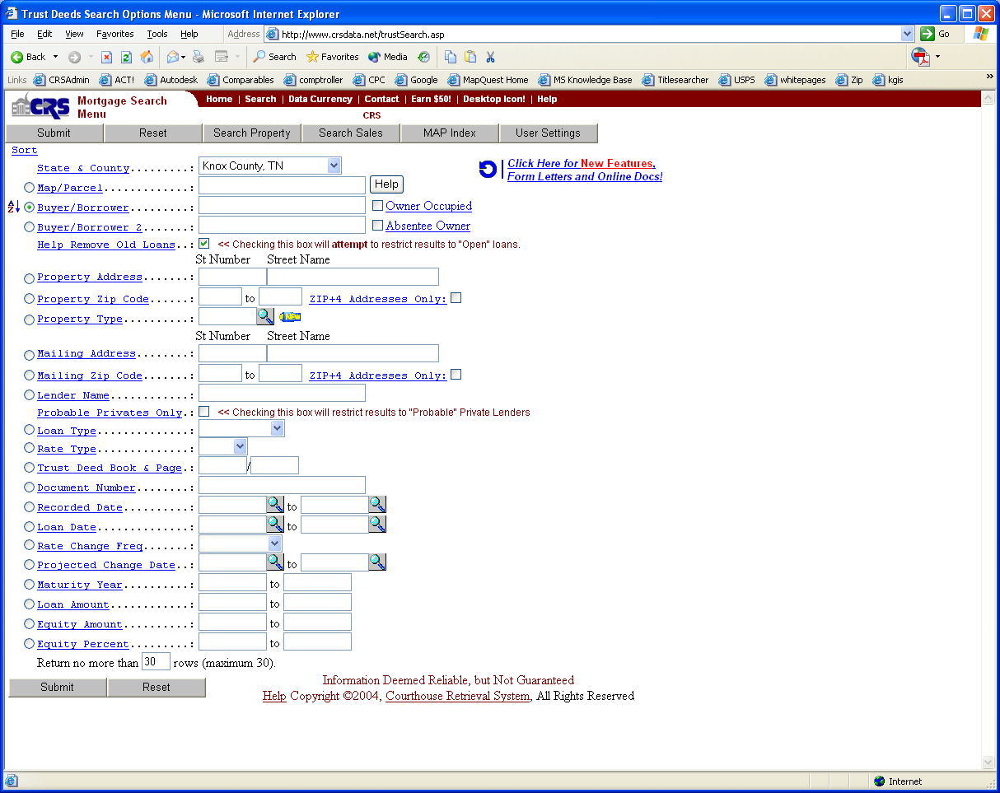 Trust Deeds Search Options Menu - Microsoft Internet Explorer
File Edit View Favorites Tools Help Address http://www.crsdata.net/trustSearch.asp Go
Back Search Favorites Media
Links CRSAdmin ACT! Autodesk Comparables comptroller CPC Google MapQuest Home MS Knowledge Base Titlesearcher USPS whitepages Zip kgis »
CRS Mortgage Search Menu
Home | Search | Data Currency | Contact | Earn $50! | Desktop Icon! | Help
CRS
Submit Reset Search Property Search Sales MAP Index User Settings
Sort
State & County.........: Knox County, TN
Click Here for New Features,
Form Letters and Online Docs!
Map/Parcel.............: Help
A Z Buyer/Borrower.........: Owner Occupied
Buyer/Borrower 2.......: Absentee Owner
Help Remove Old Loans..: << Checking this box will attempt to restrict results to "Open" loans.
St Number Street Name
Property Address.......:
Property Zip Code......: to ZIP+4 Addresses Only:
Property Type..........: NEW
St Number Street Name
Mailing Address........:
Mailing Zip Code.......: to ZIP+4 Addresses Only:
Lender Name............:
Probable Privates Only.: << Checking this box will restrict results to "Probable" Private Lenders
Loan Type..............:
Rate Type..............:
Trust Deed Book & Page.: /
Document Number........:
Recorded Date..........: to
Loan Date..............: to
Rate Change Freq.......:
Projected Change Date..: to
Maturity Year..........: to
Loan Amount............: to
Equity Amount..........: to
Equity Percent.........: to
Return no more than 30 rows (maximum 30).
Submit Reset
Information Deemed Reliable, but Not Guaranteed
Help Copyright ©2004, Courthouse Retrieval System, All Rights Reserved
Internet